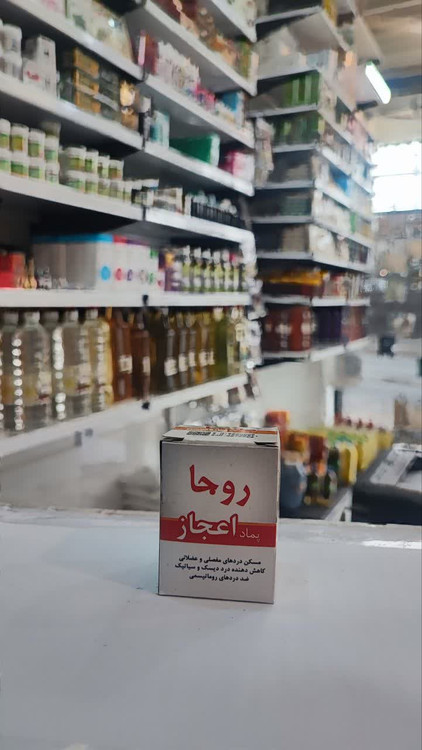 روحا
پماد اعجاز
مسکن دردهای مفصلی و عضلانی
کاهش دهنده درد دیسک و سیاتیک
ضد دردهای روماتیسمی